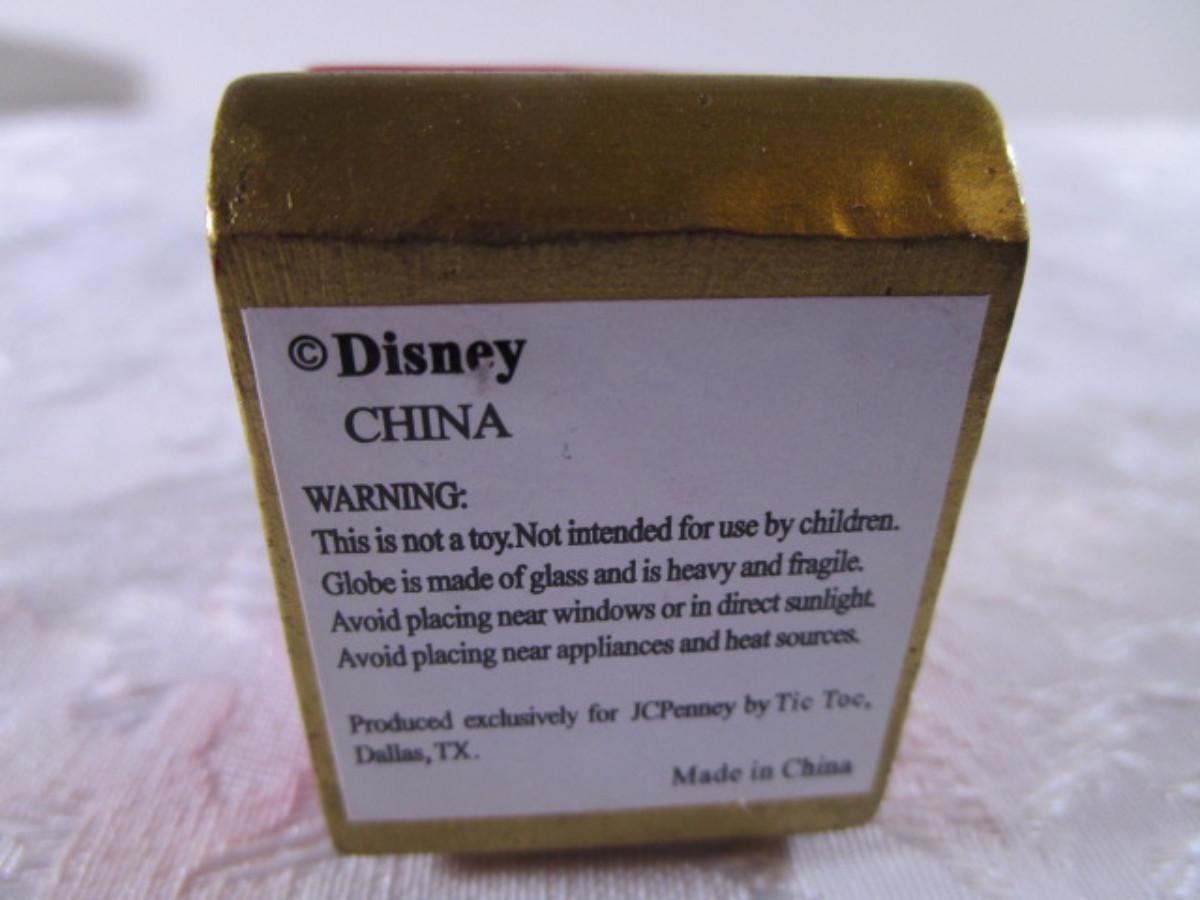 ©Disney
CHINA
WARNING:
This is not a toy.Not intended for use by children.
Globe is made of glass and is heavy and fragile.
Avoid placing near windows or in direct sunlight.
Avoid placing near appliances and heat sources.
Produced exclusively for JCPenney by Tic Toc,
Dallas, TX.
Made in China